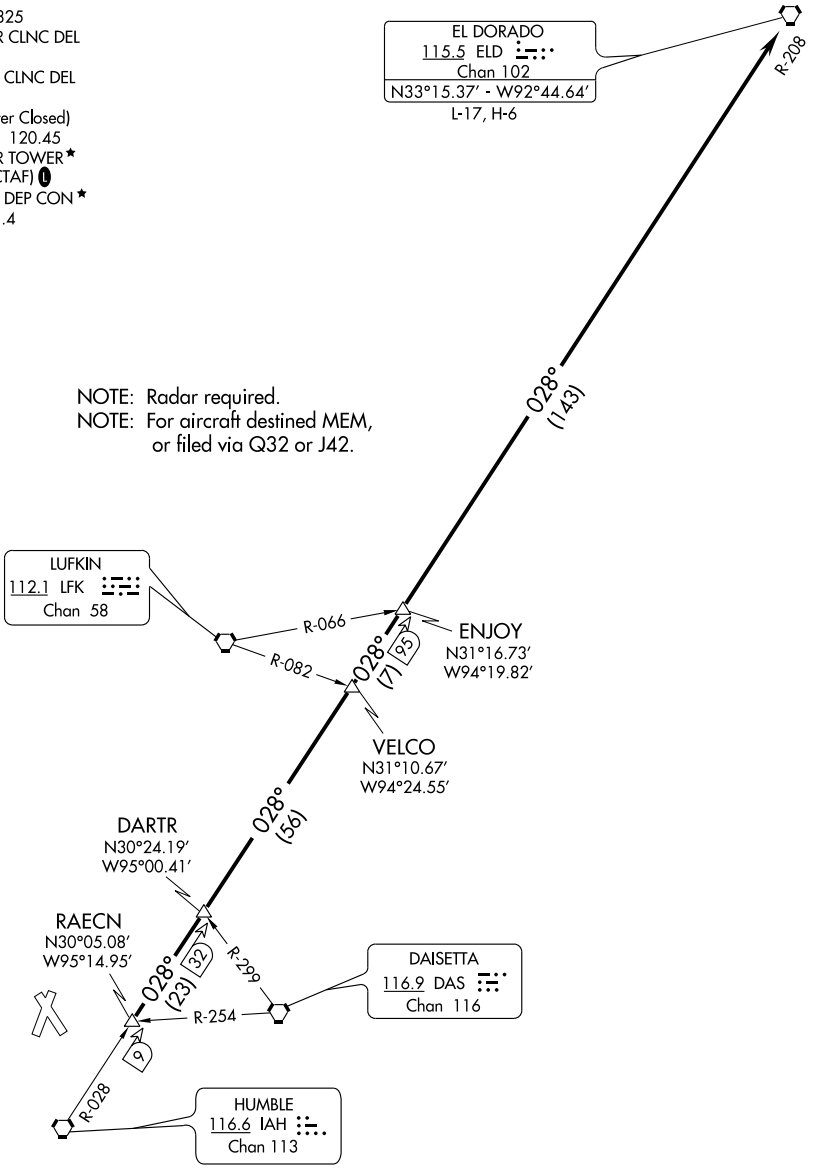 325
R CLNC DEL
CLNC DEL
er Closed)
120.45
R TOWER★
CTAF) L
DEP CON★
.4
EL DORADO
115.5 ELD
Chan 102
N33°15.37' - W92°44.64'
L-17, H-6
R-208
028°
(143)
NOTE: Radar required.
NOTE: For aircraft destined MEM,
or filed via Q32 or J42.
LUFKIN
112.1 LFK
Chan 58
R-066
R-082
028°
(7)
95
ENJOY
N31°16.73'
W94°19.82'
VELCO
N31°10.67'
W94°24.55'
028°
(56)
DARTR
N30°24.19'
W95°00.41'
RAECN
N30°05.08'
W95°14.95'
028°
(23)
32
R-299
R-254
DAISETTA
116.9 DAS
Chan 116
9
R-028
HUMBLE
116.6 IAH
Chan 113